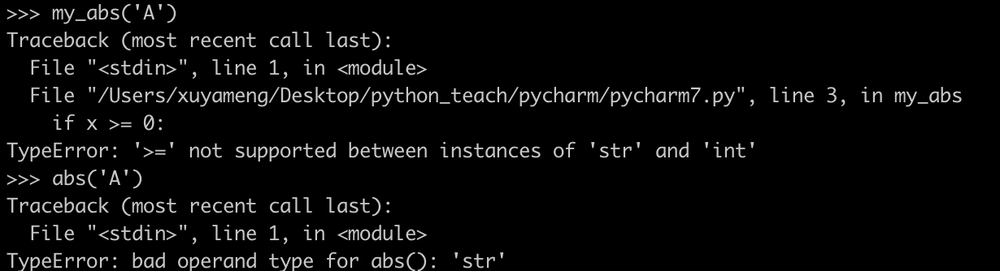 >>> my_abs('A')
Traceback (most recent call last):
  File "<stdin>", line 1, in <module>
  File "/Users/xuyameng/Desktop/python_teach/pycharm/pycharm7.py", line 3, in my_abs
    if x >= 0:
TypeError: '>=' not supported between instances of 'str' and 'int'
>>> abs('A')
Traceback (most recent call last):
  File "<stdin>", line 1, in <module>
TypeError: bad operand type for abs(): 'str'